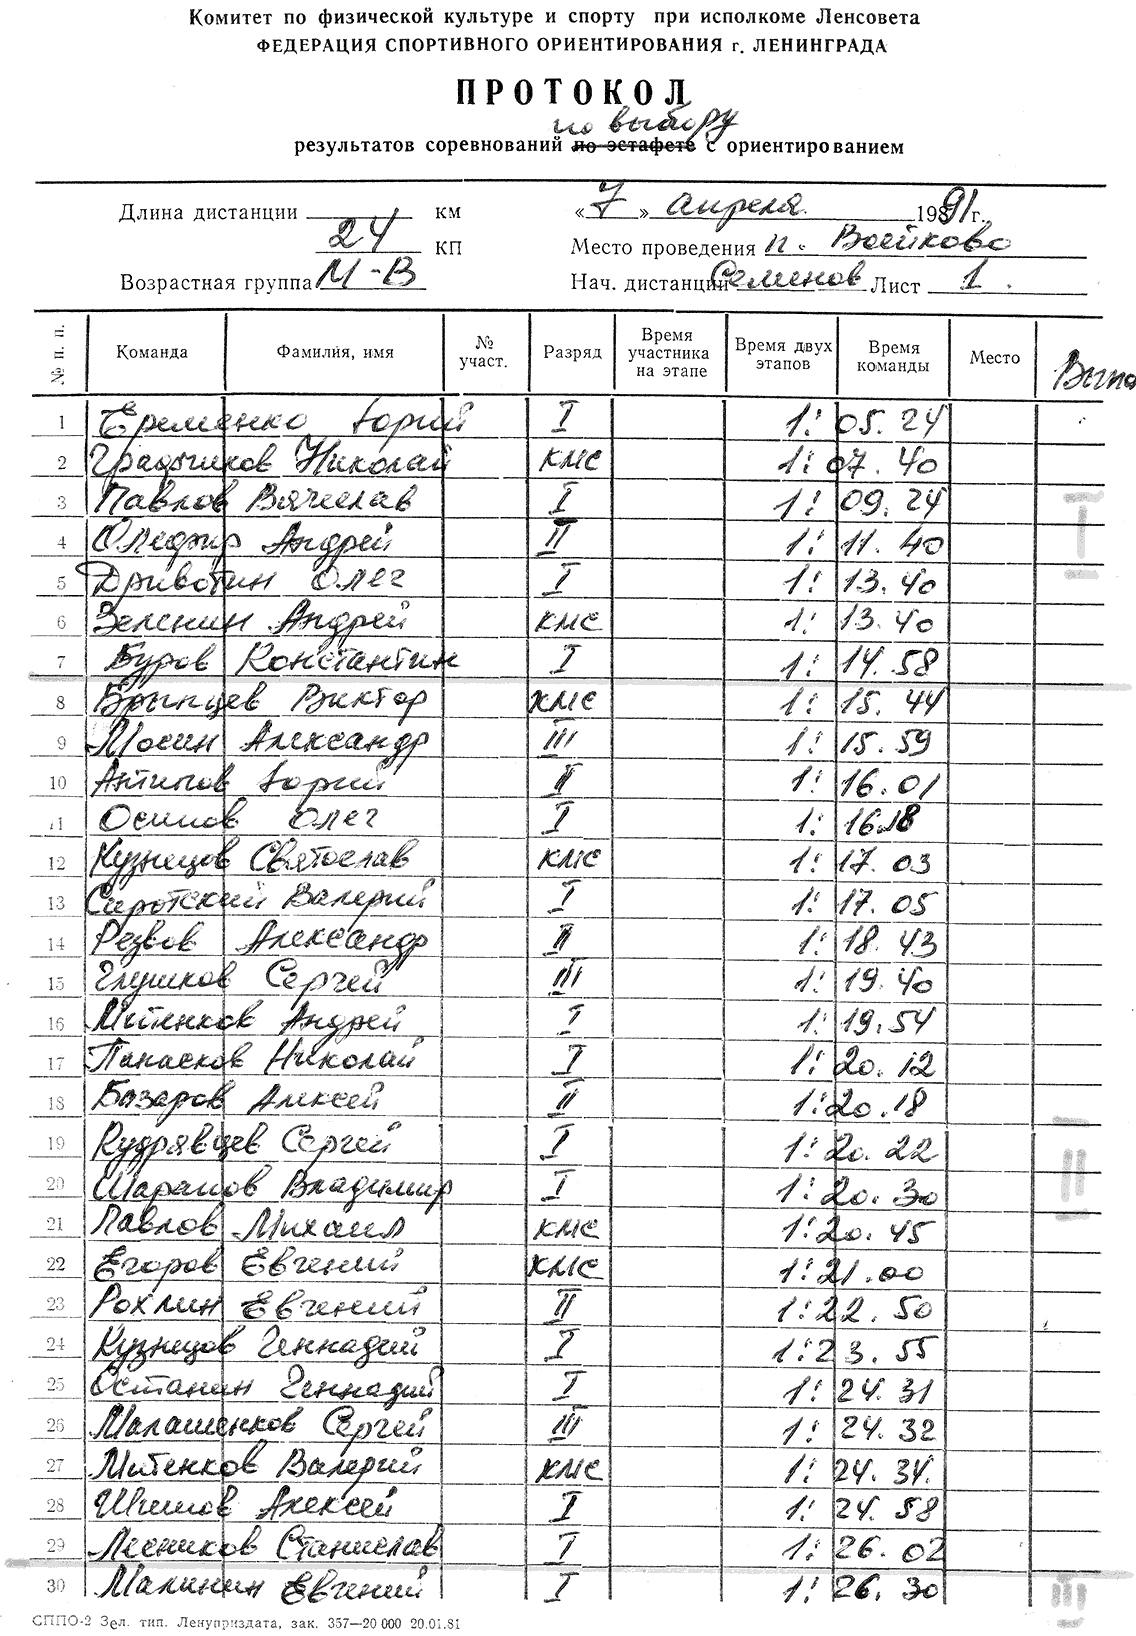 Комитет по физической культуре и спорту при исполкоме Ленсовета
ФЕДЕРАЦИЯ СПОРТИВНОГО ОРИЕНТИРОВАНИЯ г. ЛЕНИНГРАДА
ПРОТОКОЛ
по выбору
результатов соревнований по эстафете с ориентированием
Длина дистанции км «7» апреля 1991 г.
24 КП Место проведения п. Воейково
Возрастная группа М-В Нач. дистанции Семенов Лист 1.
№ п. п. Команда Фамилия, имя № участ. Разряд Время участника на этапе Время двух этапов Время команды Место Вып
1 Еременко Юрий I 1: 05. 24
2 Градычиков Николай КМС 1: 07. 40
3 Павлов Вячеслав I 1: 09. 24
4 Олефир Андрей II 1: 11. 40
5 Дривотин Олег I 1: 13. 40
6 Зеленин Андрей КМС 1: 13. 40
7 Буров Константин I 1: 14. 58
8 Брынцев Виктор КМС 1: 15. 44
9 Мосин Александр III 1: 15. 59
10 Антипов Юрий II 1: 16. 01
11 Осипов Олег I 1: 16.18
12 Кузнецов Святослав КМС 1: 17. 03
13 Сиротский Валерий I 1: 17. 05
14 Резвов Александр II 1: 18. 43
15 Глушков Сергей III 1: 19. 40
16 Митенков Андрей I 1: 19. 54
17 Панасков Николай I 1: 20. 12
18 Базаров Алексей II 1: 20. 18
19 Кудрявцев Сергей I 1: 20. 22
20 Шарапов Владимир I 1: 20. 30
21 Павлов Михаил КМС 1: 20. 45
22 Егоров Евгений КМС 1: 21. 00
23 Рохлин Евгений II 1: 22. 50
24 Кузнецов Геннадий I 1: 23. 55
25 Останин Геннадий I 1: 24. 31
26 Малашенков Сергей III 1: 24. 32
27 Митенков Валерий КМС 1: 24. 34.
28 Шипов Алексей I 1: 24. 58
29 Лесников Станислав I 1: 26. 02
30 Малинин Евгений I 1: 26. 30
I
II
III
СППО-2 Зел. тип. Ленуприздата, зак. 357—20 000 20.01.81